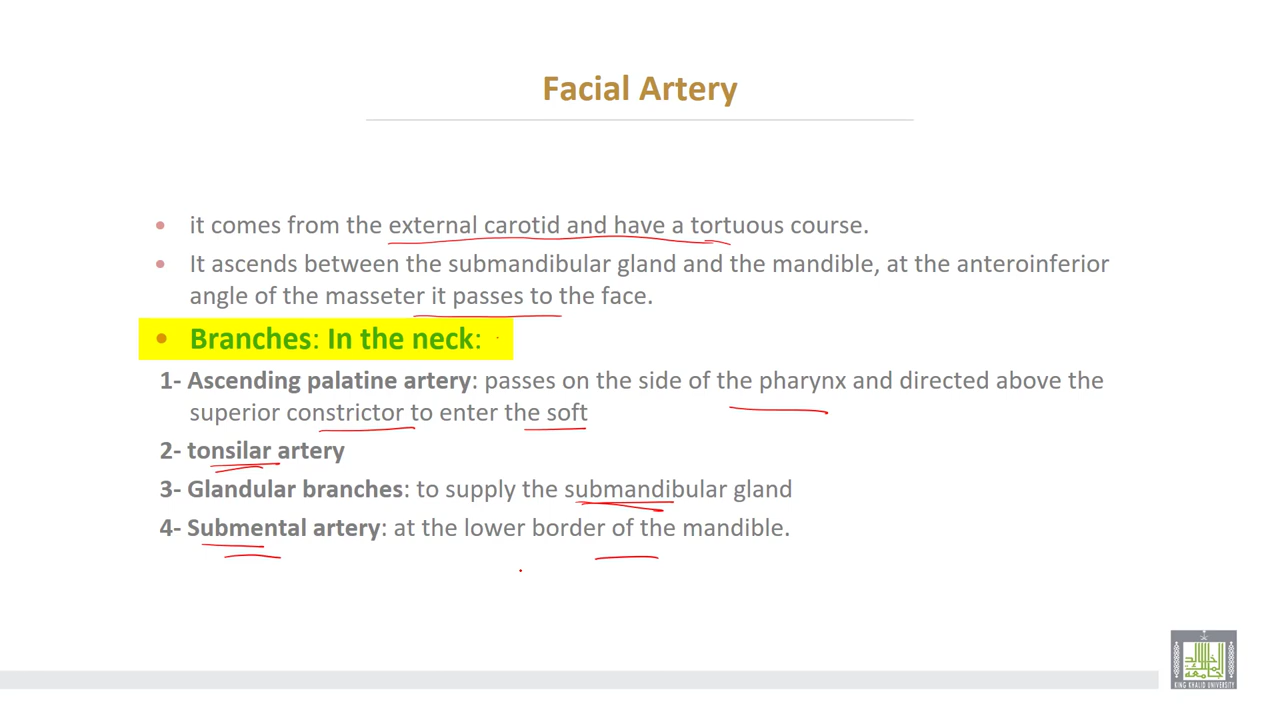 Facial Artery
• it comes from the external carotid and have a tortuous course.
• It ascends between the submandibular gland and the mandible, at the anteroinferior
angle of the masseter it passes to the face.
• Branches: In the neck:
1- Ascending palatine artery: passes on the side of the pharynx and directed above the
superior constrictor to enter the soft
2- tonsilar artery
3- Glandular branches: to supply the submandibular gland
4- Submental artery: at the lower border of the mandible.
KING KHALID UNIVERSITY